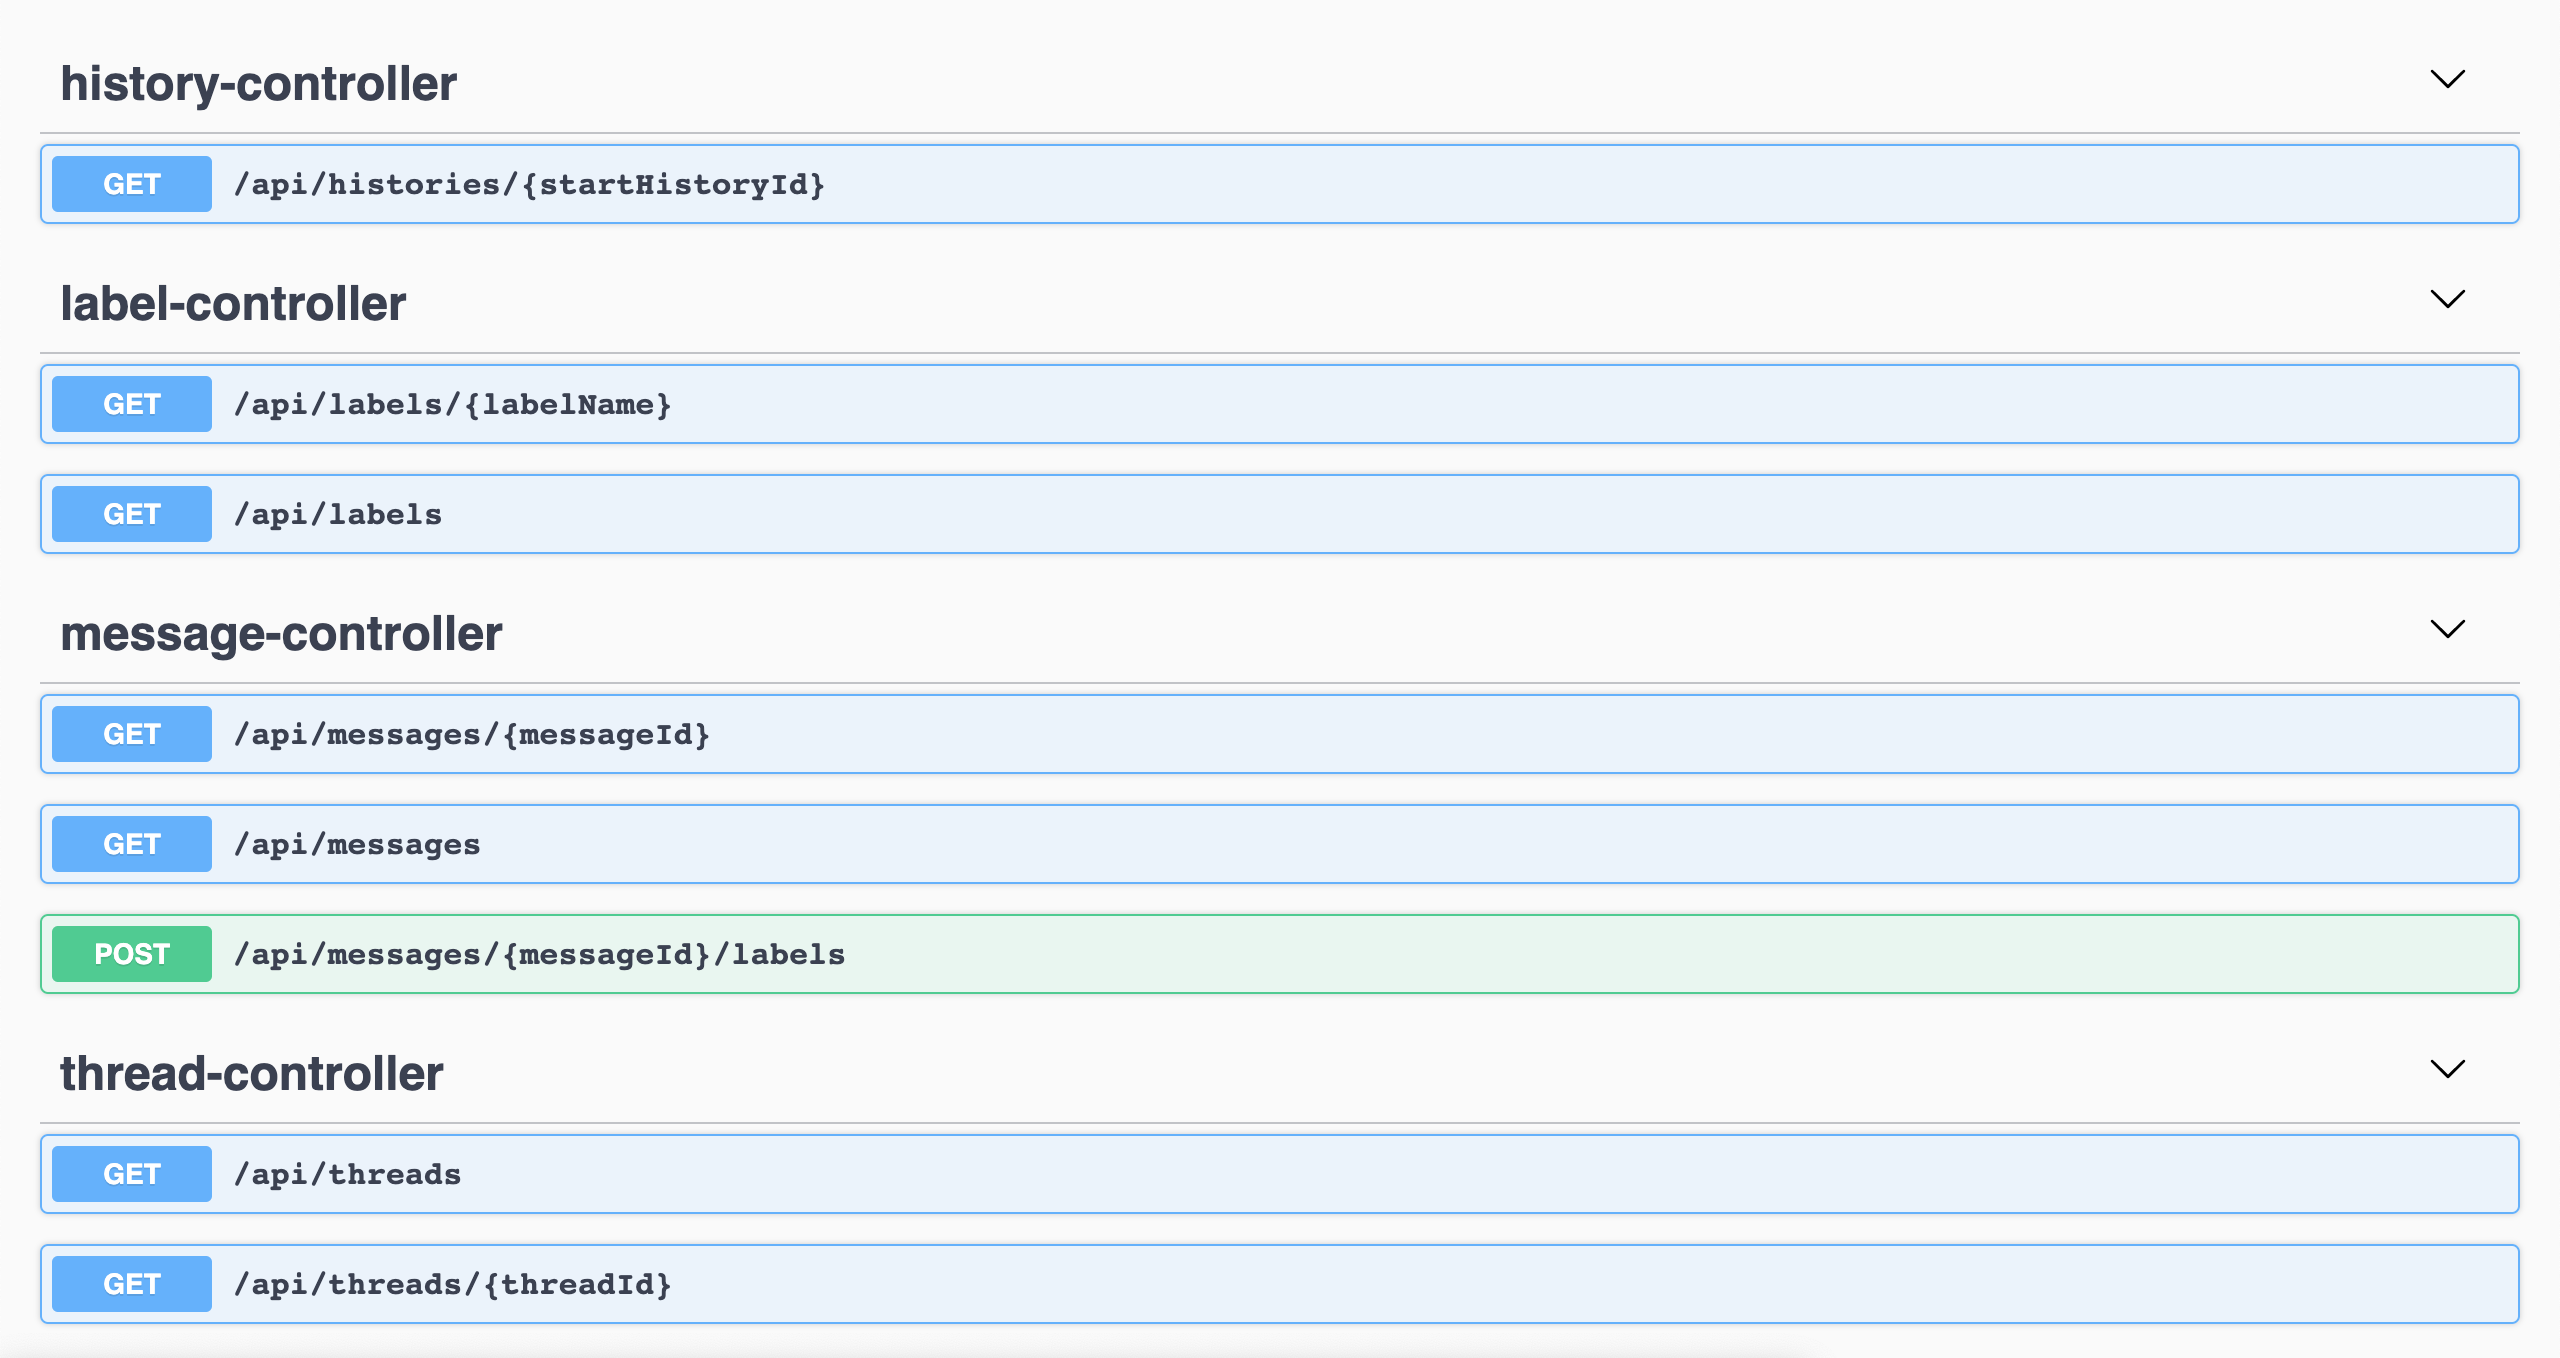 history-controller
GET /api/histories/{startHistoryId}
label-controller
GET /api/labels/{labelName}
GET /api/labels
message-controller
GET /api/messages/{messageId}
GET /api/messages
POST /api/messages/{messageId}/labels
thread-controller
GET /api/threads
GET /api/threads/{threadId}